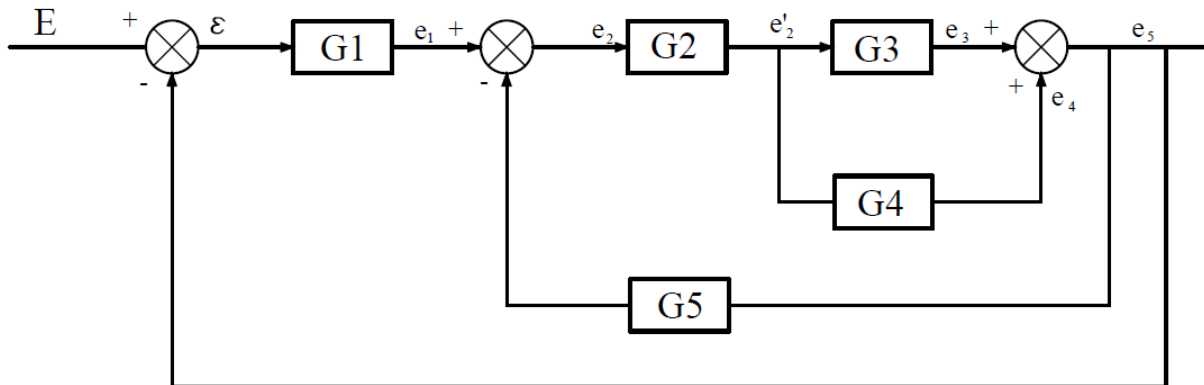 E + ε G1 e₁ + e₂ G2 e'₂ G3 e₃ + e₅
- - + e₄
G4
G5